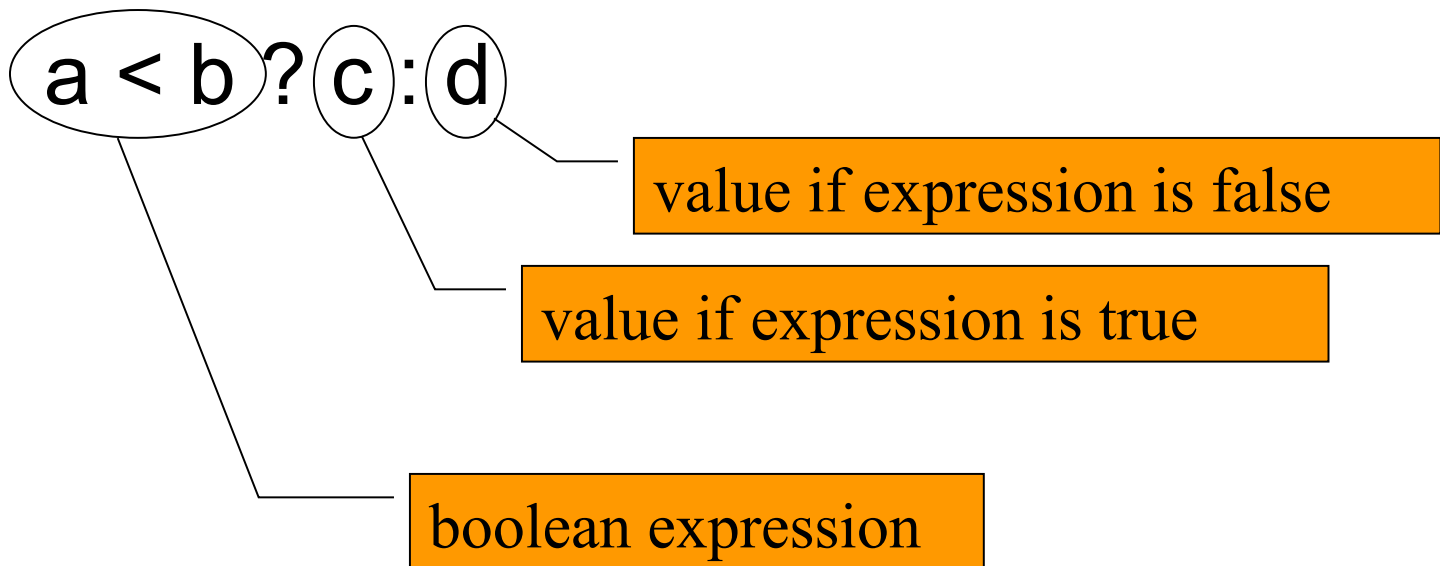 a < b ? c : d
value if expression is false
value if expression is true
boolean expression